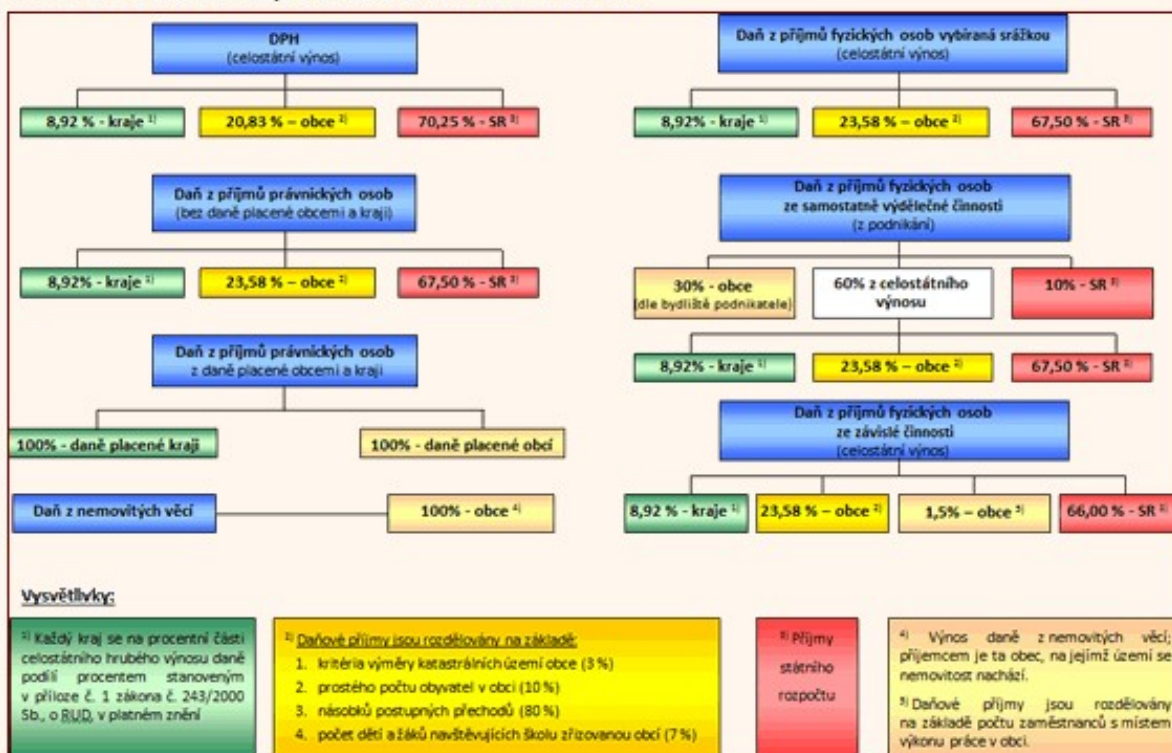 DPH
(celostátní výnos)
8,92 % - kraje ¹⁾
20,83 % – obce ²⁾
70,25 % - SR ³⁾
Daň z příjmů právnických osob
(bez daně placené obcemi a kraji)
8,92% - kraje ¹⁾
23,58 % – obce ²⁾
67,50 % - SR ³⁾
Daň z příjmů právnických osob
z daně placené obcemi a kraji
100% - daně placené kraji
100% - daně placené obcí
Daň z nemovitých věcí
100% - obce ⁴⁾
Daň z příjmů fyzických osob vybíraná srážkou
(celostátní výnos)
8,92% - kraje ¹⁾
23,58 % – obce ²⁾
67,50 % - SR ³⁾
Daň z příjmů fyzických osob
ze samostatně výdělečné činnosti
(z podnikání)
30% - obce
(dle bydliště podnikatele)
60% z celostátního
výnosu
10% - SR ³⁾
8,92% - kraje ¹⁾
23,58 % – obce ²⁾
67,50 % - SR ³⁾
Daň z příjmů fyzických osob
ze závislé činnosti
(celostátní výnos)
8,92 % - kraje ¹⁾
23,58 % – obce ²⁾
1,5% – obce ⁵⁾
66,00 % - SR ³⁾
Vysvětlivky:
¹⁾ Každý kraj se na procentní části
celostátního hrubého výnosu daně
podílí procentem stanoveným
v příloze č. 1 zákona č. 243/2000
Sb., o RUD, v platném znění
²⁾ Daňové příjmy jsou rozdělovány na základě:
1. kritéria výměry katastrálních území obce (3 %)
2. prostého počtu obyvatel v obci (10 %)
3. násobků postupných přechodů (80 %)
4. počet dětí a žáků navštěvujících školu zřizovanou obcí (7 %)
³⁾ Příjmy
státního
rozpočtu
⁴⁾ Výnos daně z nemovitých věcí;
příjemcem je ta obec, na jejímž území se
nemovitost nachází.
⁵⁾ Daňové příjmy jsou rozdělovány
na základě počtu zaměstnanců s místem
výkonu práce v obci.